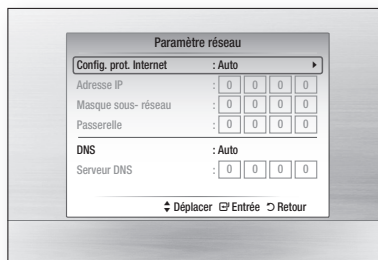 Paramètre réseau
Config. prot. Internet : Auto
Adresse IP : 0 0 0 0
Masque sous- réseau : 0 0 0 0
Passerelle : 0 0 0 0
DNS : Auto
Serveur DNS : 0 0 0 0
Déplacer Entrée Retour